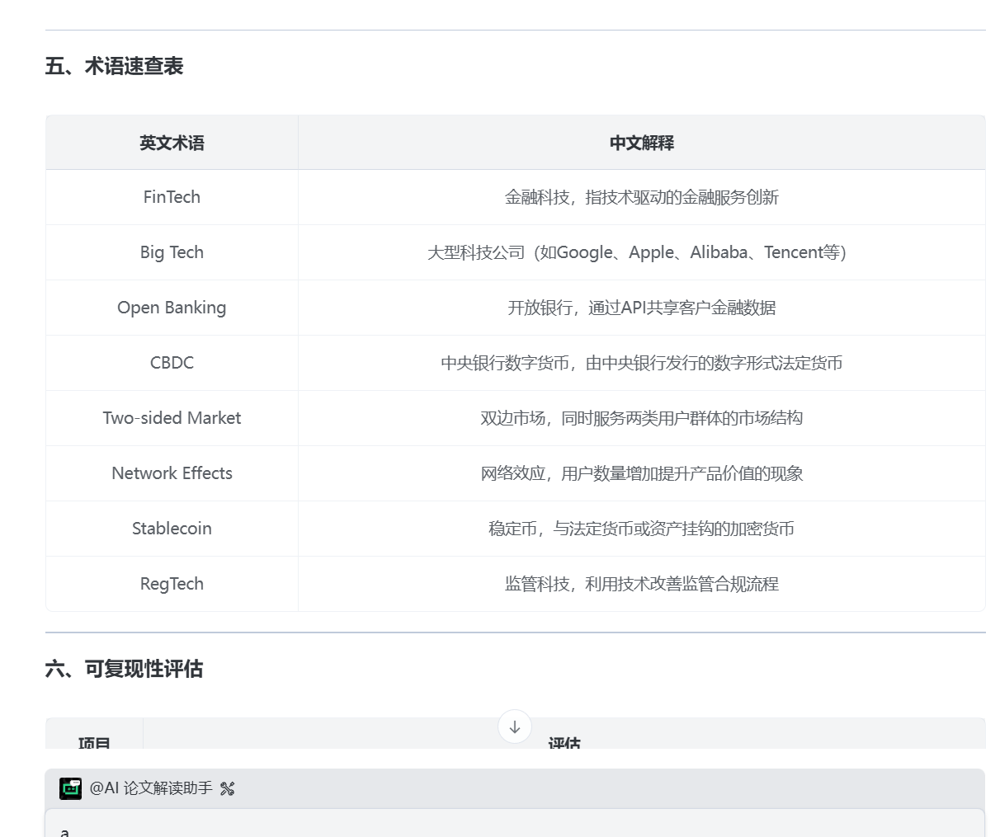 五、术语速查表
英文术语 中文解释
FinTech 金融科技，指技术驱动的金融服务创新
Big Tech 大型科技公司（如Google、Apple、Alibaba、Tencent等）
Open Banking 开放银行，通过API共享客户金融数据
CBDC 中央银行数字货币，由中央银行发行的数字形式法定货币
Two-sided Market 双边市场，同时服务两类用户群体的市场结构
Network Effects 网络效应，用户数量增加提升产品价值的现象
Stablecoin 稳定币，与法定货币或资产挂钩的加密货币
RegTech 监管科技，利用技术改善监管合规流程
六、可复现性评估
项目 评估
@AI 论文解读助手
a